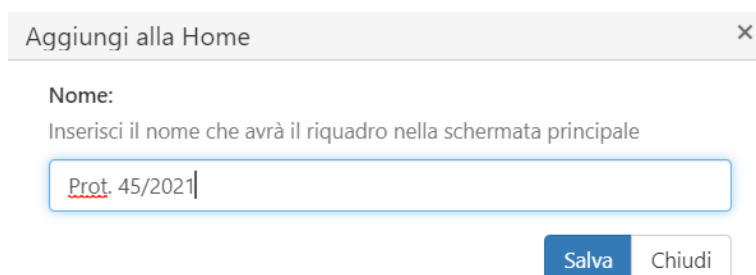 Aggiungi alla Home ×
Nome:
Inserisci il nome che avrà il riquadro nella schermata principale
Prot. 45/2021
Salva Chiudi